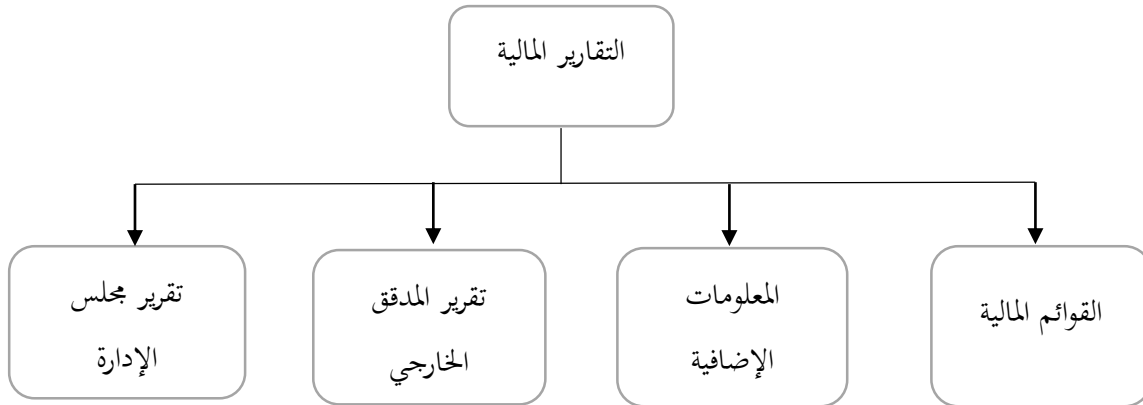 التقارير المالية
القوائم المالية
المعلومات
الإضافية
تقرير المدقق
الخارجي
تقرير مجلس
الإدارة